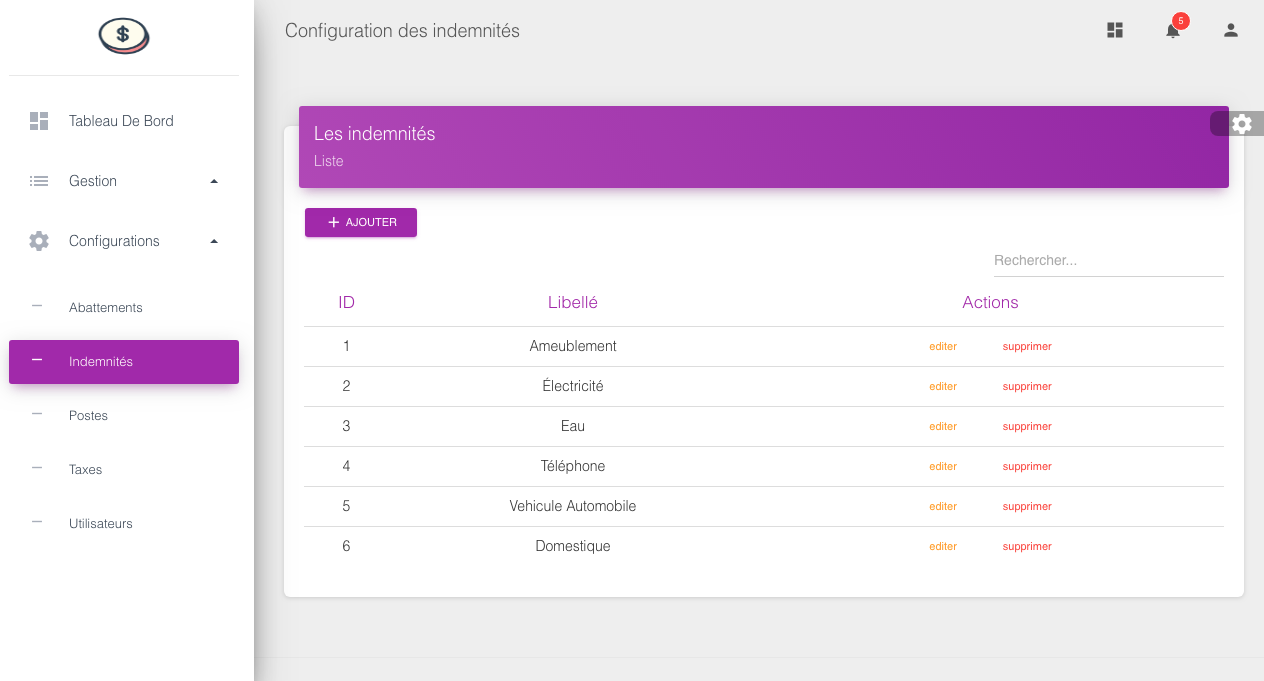 $
Configuration des indemnités
5
Tableau De Bord
Gestion
Configurations
Abattements
Indemnités
Postes
Taxes
Utilisateurs
Les indemnités
Liste
+ AJOUTER
Rechercher...
ID Libellé Actions
1 Ameublement editer supprimer
2 Électricité editer supprimer
3 Eau editer supprimer
4 Téléphone editer supprimer
5 Vehicule Automobile editer supprimer
6 Domestique editer supprimer